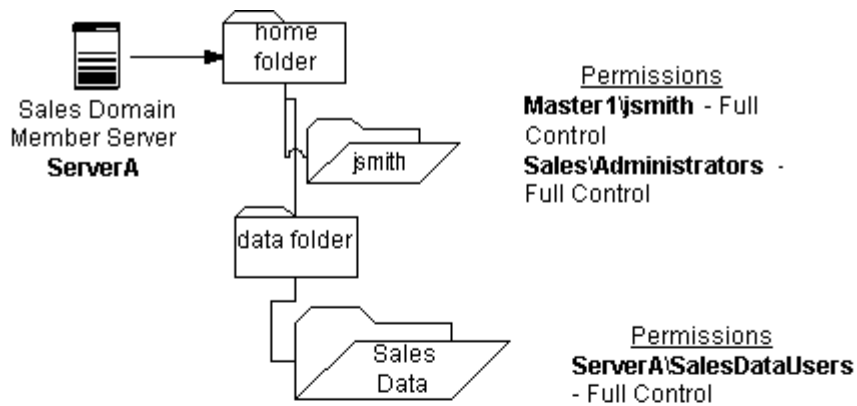 home
folder
Sales Domain
Member Server
ServerA
jsmith
Permissions
Master1\jsmith - Full
Control
Sales\Administrators -
Full Control
data folder
Sales
Data
Permissions
ServerA\SalesDataUsers
- Full Control